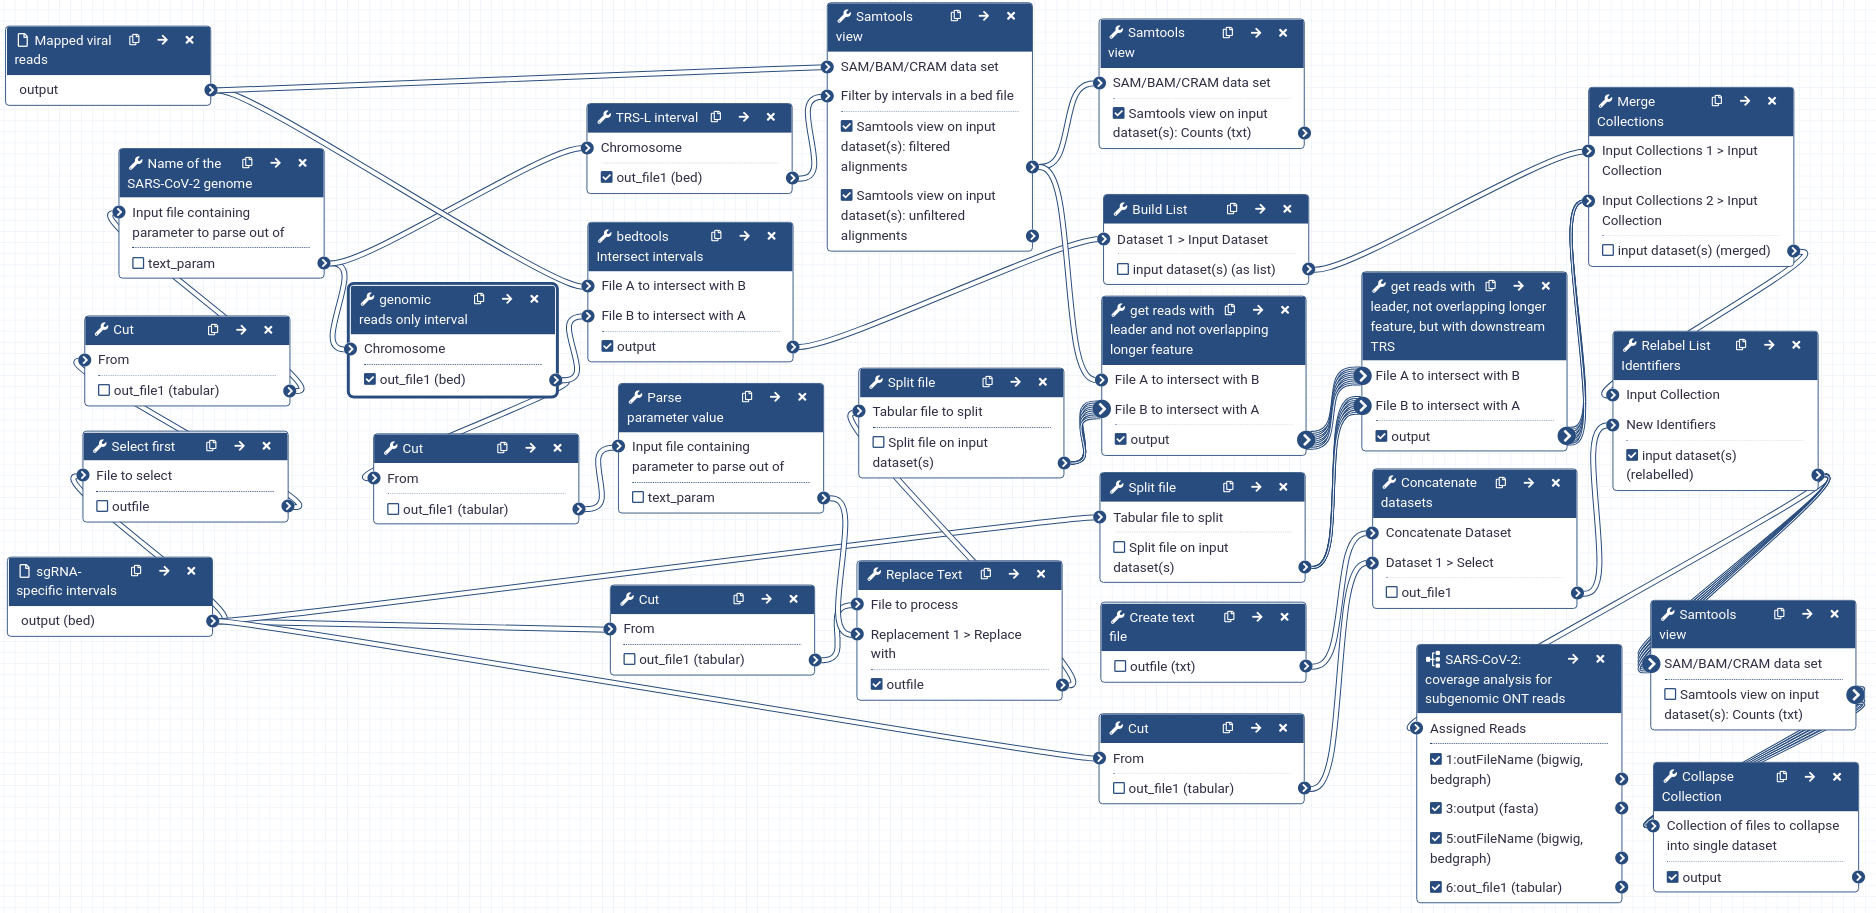 Mapped viral
reads
output
Name of the
SARS-CoV-2 genome
Input file containing
parameter to parse out of
text_param
Cut
From
out_file1 (tabular)
Select first
File to select
outfile
sgRNA-
specific intervals
output (bed)
genomic
reads only interval
Chromosome
out_file1 (bed)
Cut
From
out_file1 (tabular)
TRS-L interval
Chromosome
out_file1 (bed)
bedtools
Intersect intervals
File A to intersect with B
File B to intersect with A
output
Parse
parameter value
Input file containing
parameter to parse out of
text_param
Cut
From
out_file1 (tabular)
Samtools
view
SAM/BAM/CRAM data set
Filter by intervals in a bed file
Samtools view on input
dataset(s): filtered
alignments
Samtools view on input
dataset(s): unfiltered
alignments
Split file
Tabular file to split
Split file on input
dataset(s)
Replace Text
File to process
Replacement 1 > Replace
with
outfile
Samtools
view
SAM/BAM/CRAM data set
Samtools view on input
dataset(s): Counts (txt)
Build List
Dataset 1 > Input Dataset
input dataset(s) (as list)
get reads with
leader and not overlapping
longer feature
File A to intersect with B
File B to intersect with A
output
Split file
Tabular file to split
Split file on input
dataset(s)
Create text
file
outfile (txt)
Cut
From
out_file1 (tabular)
get reads with
leader, not overlapping longer
feature, but with downstream
TRS
File A to intersect with B
File B to intersect with A
output
Concatenate
datasets
Concatenate Dataset
Dataset 1 > Select
out_file1
SARS-CoV-2:
coverage analysis for
subgenomic ONT reads
Assigned Reads
1:outFileName (bigwig,
bedgraph)
3:output (fasta)
5:outFileName (bigwig,
bedgraph)
6:out_file1 (tabular)
Merge
Collections
Input Collections 1 > Input
Collection
Input Collections 2 > Input
Collection
input dataset(s) (merged)
Relabel List
Identifiers
Input Collection
New Identifiers
input dataset(s)
(relabelled)
Samtools
view
SAM/BAM/CRAM data set
Samtools view on input
dataset(s): Counts (txt)
Collapse
Collection
Collection of files to collapse
into single dataset
output